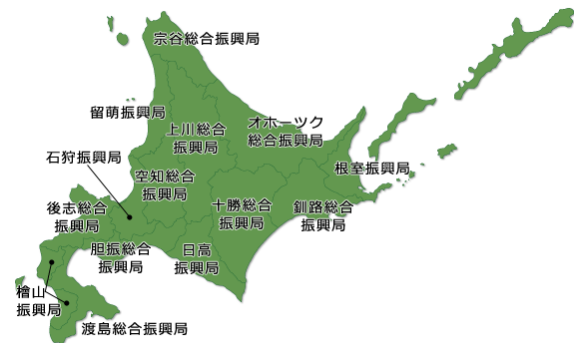 宗谷総合振興局
留萌振興局
上川総合
振興局
オホーツク
総合振興局
石狩振興局
空知総合
振興局
根室振興局
後志総合
振興局
十勝総合
振興局
釧路総合
振興局
胆振総合
振興局
日高
振興局
檜山
振興局
渡島総合振興局